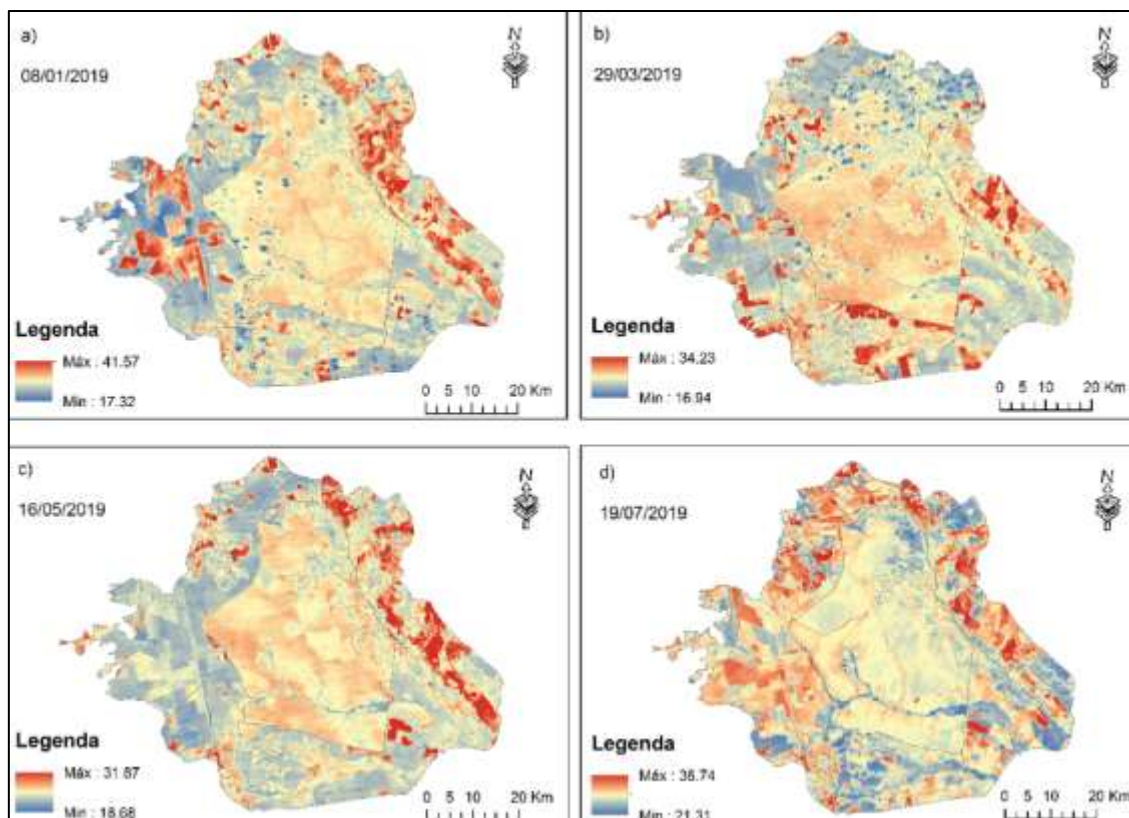 a)
N
08/01/2019
Legenda
Máx : 41.57
Min : 17.32
0 5 10 20 Km
b)
N
29/03/2019
Legenda
Máx : 34.23
Min : 16.94
0 5 10 20 Km
c)
N
16/05/2019
Legenda
Máx : 31.87
Min : 18.68
0 5 10 20 Km
d)
N
19/07/2019
Legenda
Máx :
Min : 21.31
0 5 10 20 Km